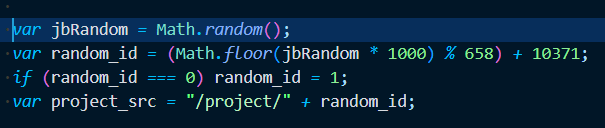 var jbRandom = Math.random();
var random_id = (Math.floor(jbRandom * 1000) % 658) + 10371;
if (random_id === 0) random_id = 1;
var project_src = "/project/" + random_id;